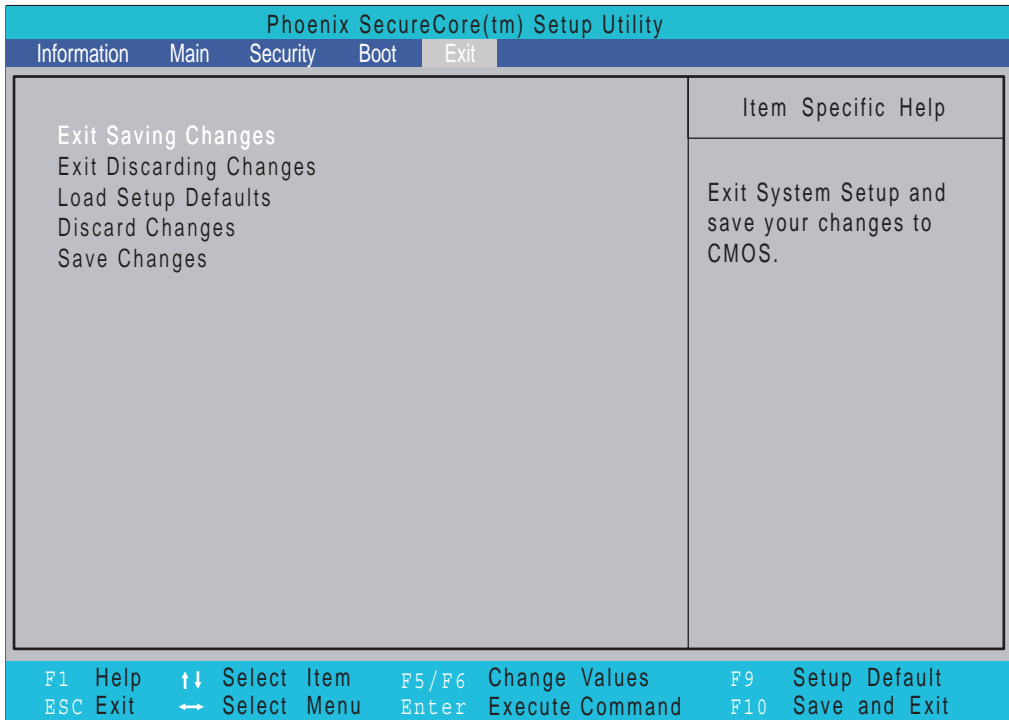 Phoenix SecureCore(tm) Setup Utility
Information Main Security Boot Exit
Item Specific Help
Exit Saving Changes
Exit Discarding Changes
Load Setup Defaults
Discard Changes
Save Changes
Exit System Setup and
save your changes to
CMOS.
F1 Help ↑↓ Select Item F5/F6 Change Values F9 Setup Default
ESC Exit ↔ Select Menu Enter Execute Command F10 Save and Exit